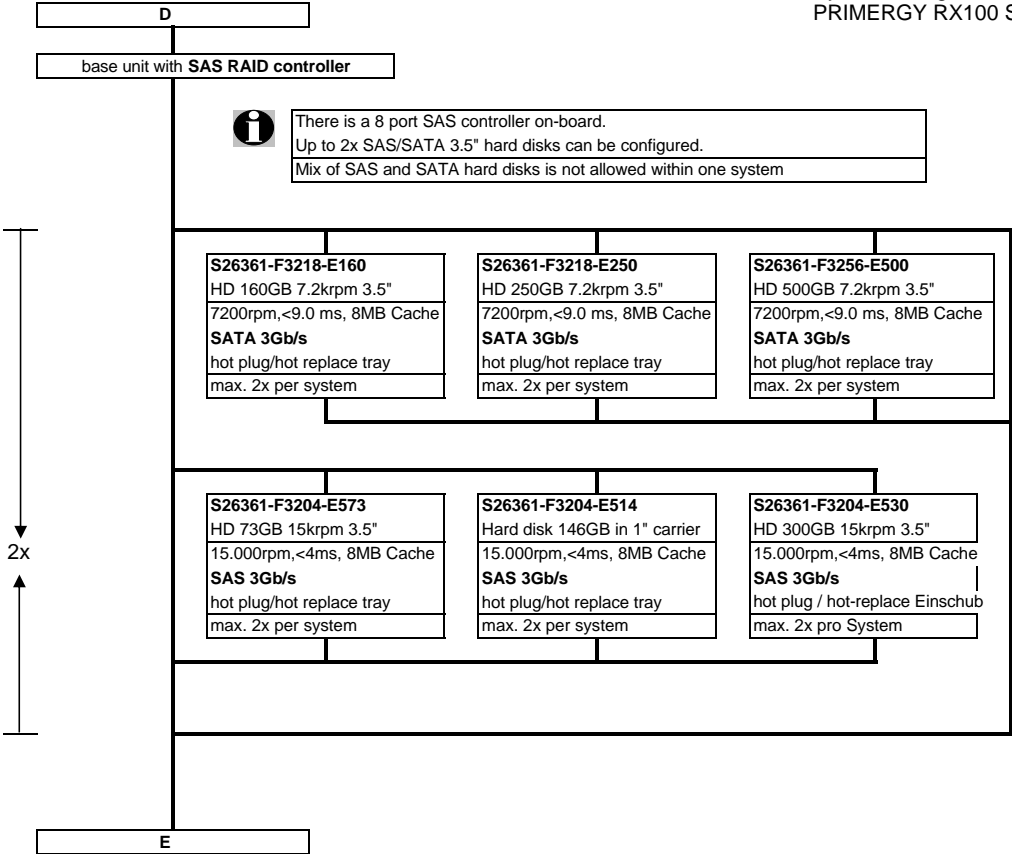 PRIMERGY RX100 S
D
base unit with SAS RAID controller
There is a 8 port SAS controller on-board.
Up to 2x SAS/SATA 3.5" hard disks can be configured.
Mix of SAS and SATA hard disks is not allowed within one system
S26361-F3218-E160
HD 160GB 7.2krpm 3.5"
7200rpm,<9.0 ms, 8MB Cache
SATA 3Gb/s
hot plug/hot replace tray
max. 2x per system
S26361-F3218-E250
HD 250GB 7.2krpm 3.5"
7200rpm,<9.0 ms, 8MB Cache
SATA 3Gb/s
hot plug/hot replace tray
max. 2x per system
S26361-F3256-E500
HD 500GB 7.2krpm 3.5"
7200rpm,<9.0 ms, 8MB Cache
SATA 3Gb/s
hot plug/hot replace tray
max. 2x per system
2x
S26361-F3204-E573
HD 73GB 15krpm 3.5"
15.000rpm,<4ms, 8MB Cache
SAS 3Gb/s
hot plug/hot replace tray
max. 2x per system
S26361-F3204-E514
Hard disk 146GB in 1" carrier
15.000rpm,<4ms, 8MB Cache
SAS 3Gb/s
hot plug/hot replace tray
max. 2x per system
S26361-F3204-E530
HD 300GB 15krpm 3.5"
15.000rpm,<4ms, 8MB Cache
SAS 3Gb/s
hot plug / hot-replace Einschub
max. 2x pro System
E